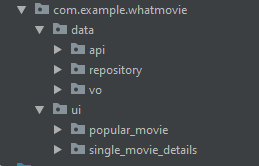 com.example.whatmovie
data
api
repository
vo
ui
popular_movie
single_movie_details